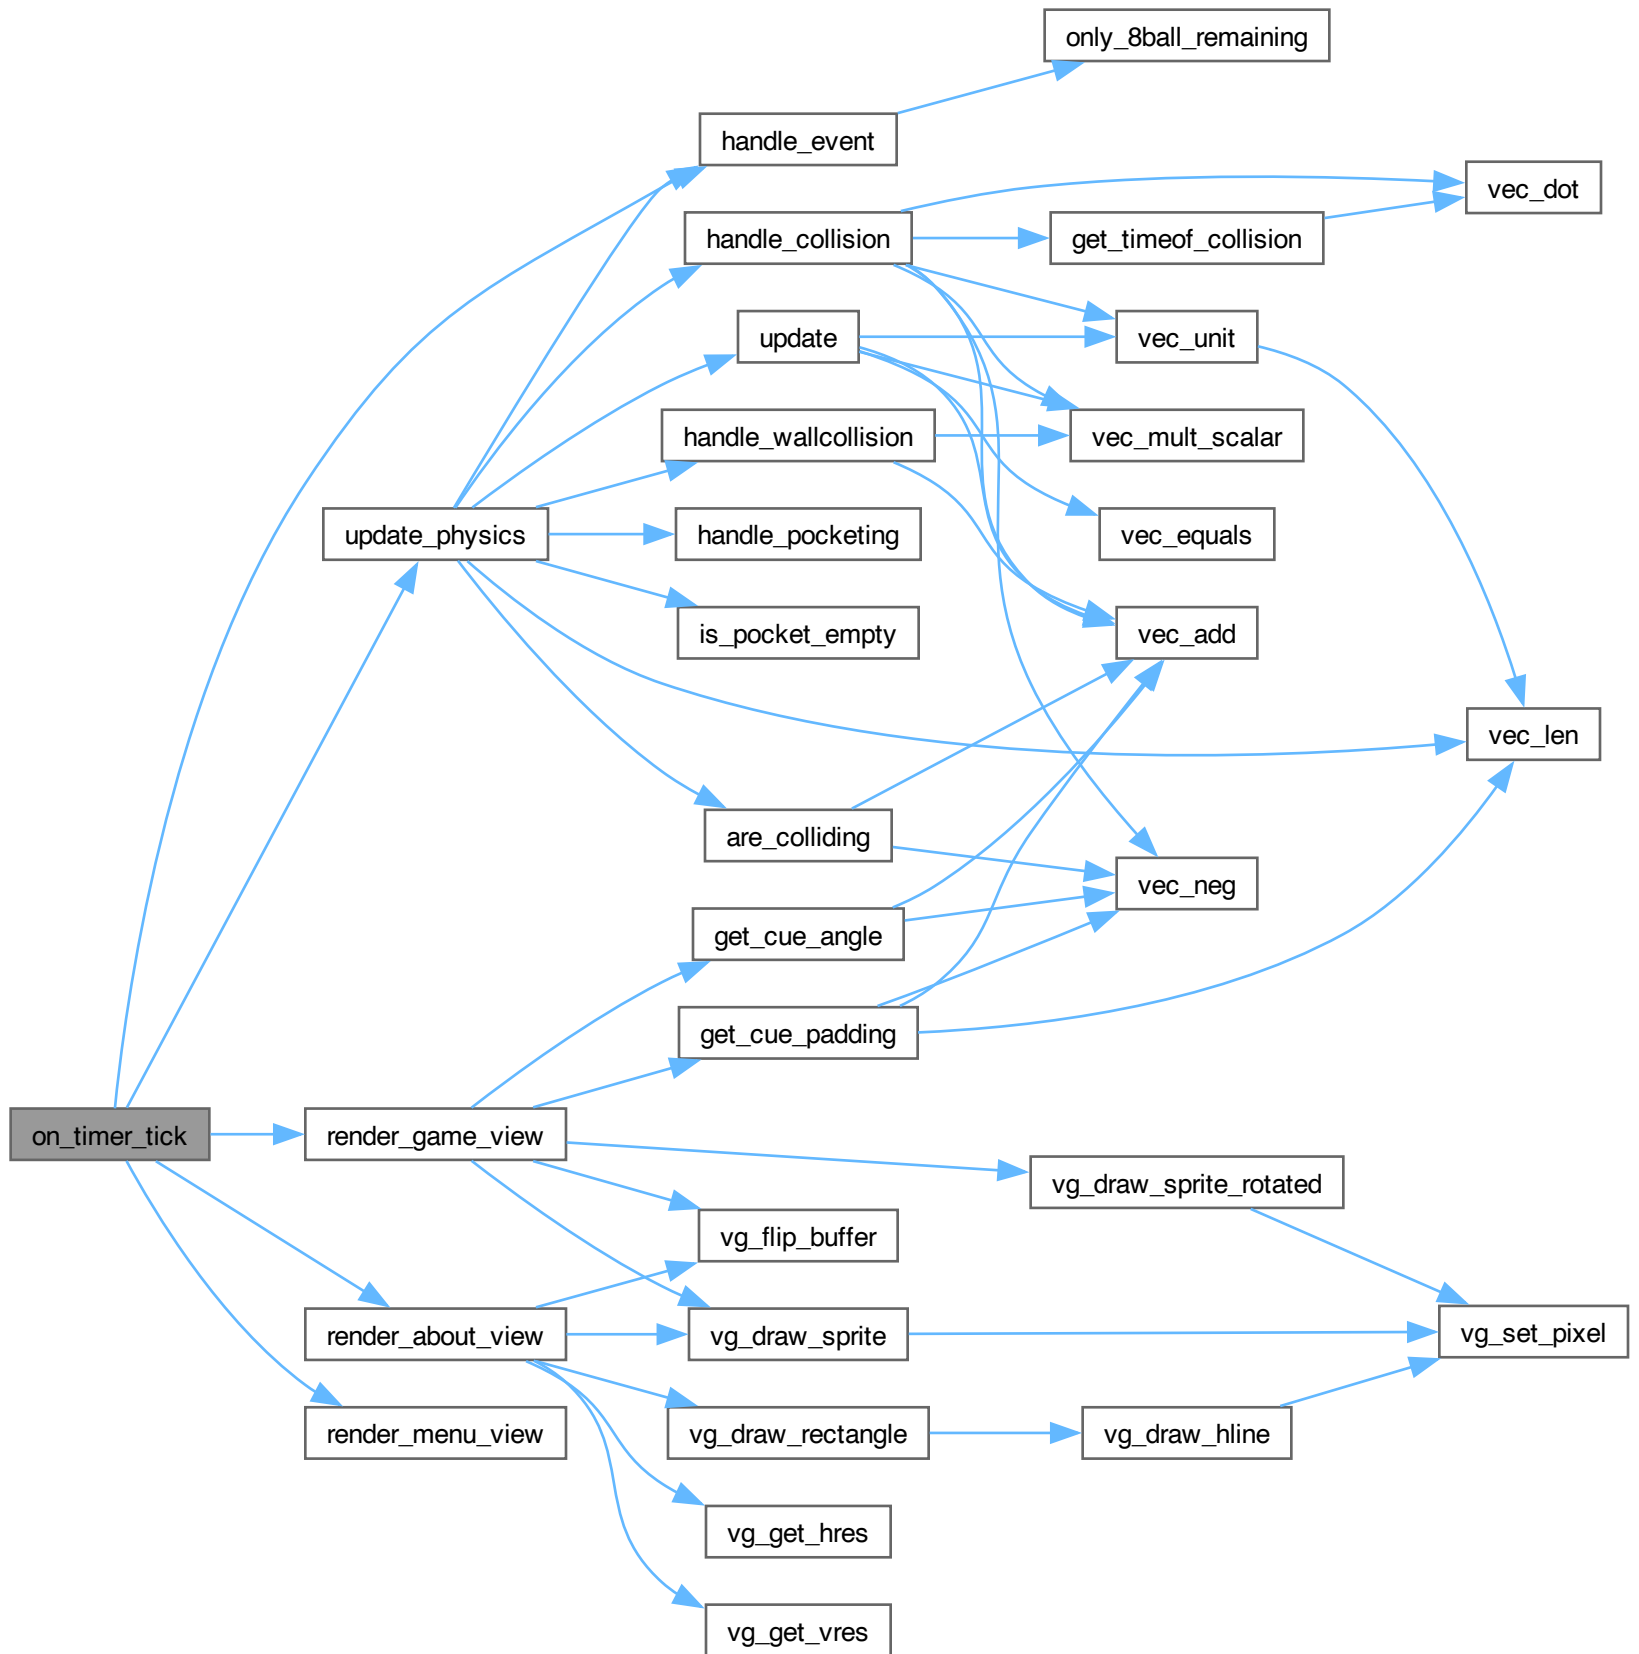 only_8ball_remaining
handle_event
vec_dot
handle_collision
get_timeof_collision
update
vec_unit
handle_wallcollision
vec_mult_scalar
update_physics
handle_pocketing
vec_equals
is_pocket_empty
vec_add
vec_len
are_colliding
vec_neg
get_cue_angle
get_cue_padding
on_timer_tick
render_game_view
vg_draw_sprite_rotated
vg_flip_buffer
render_about_view
vg_draw_sprite
vg_set_pixel
render_menu_view
vg_draw_rectangle
vg_draw_hline
vg_get_hres
vg_get_vres